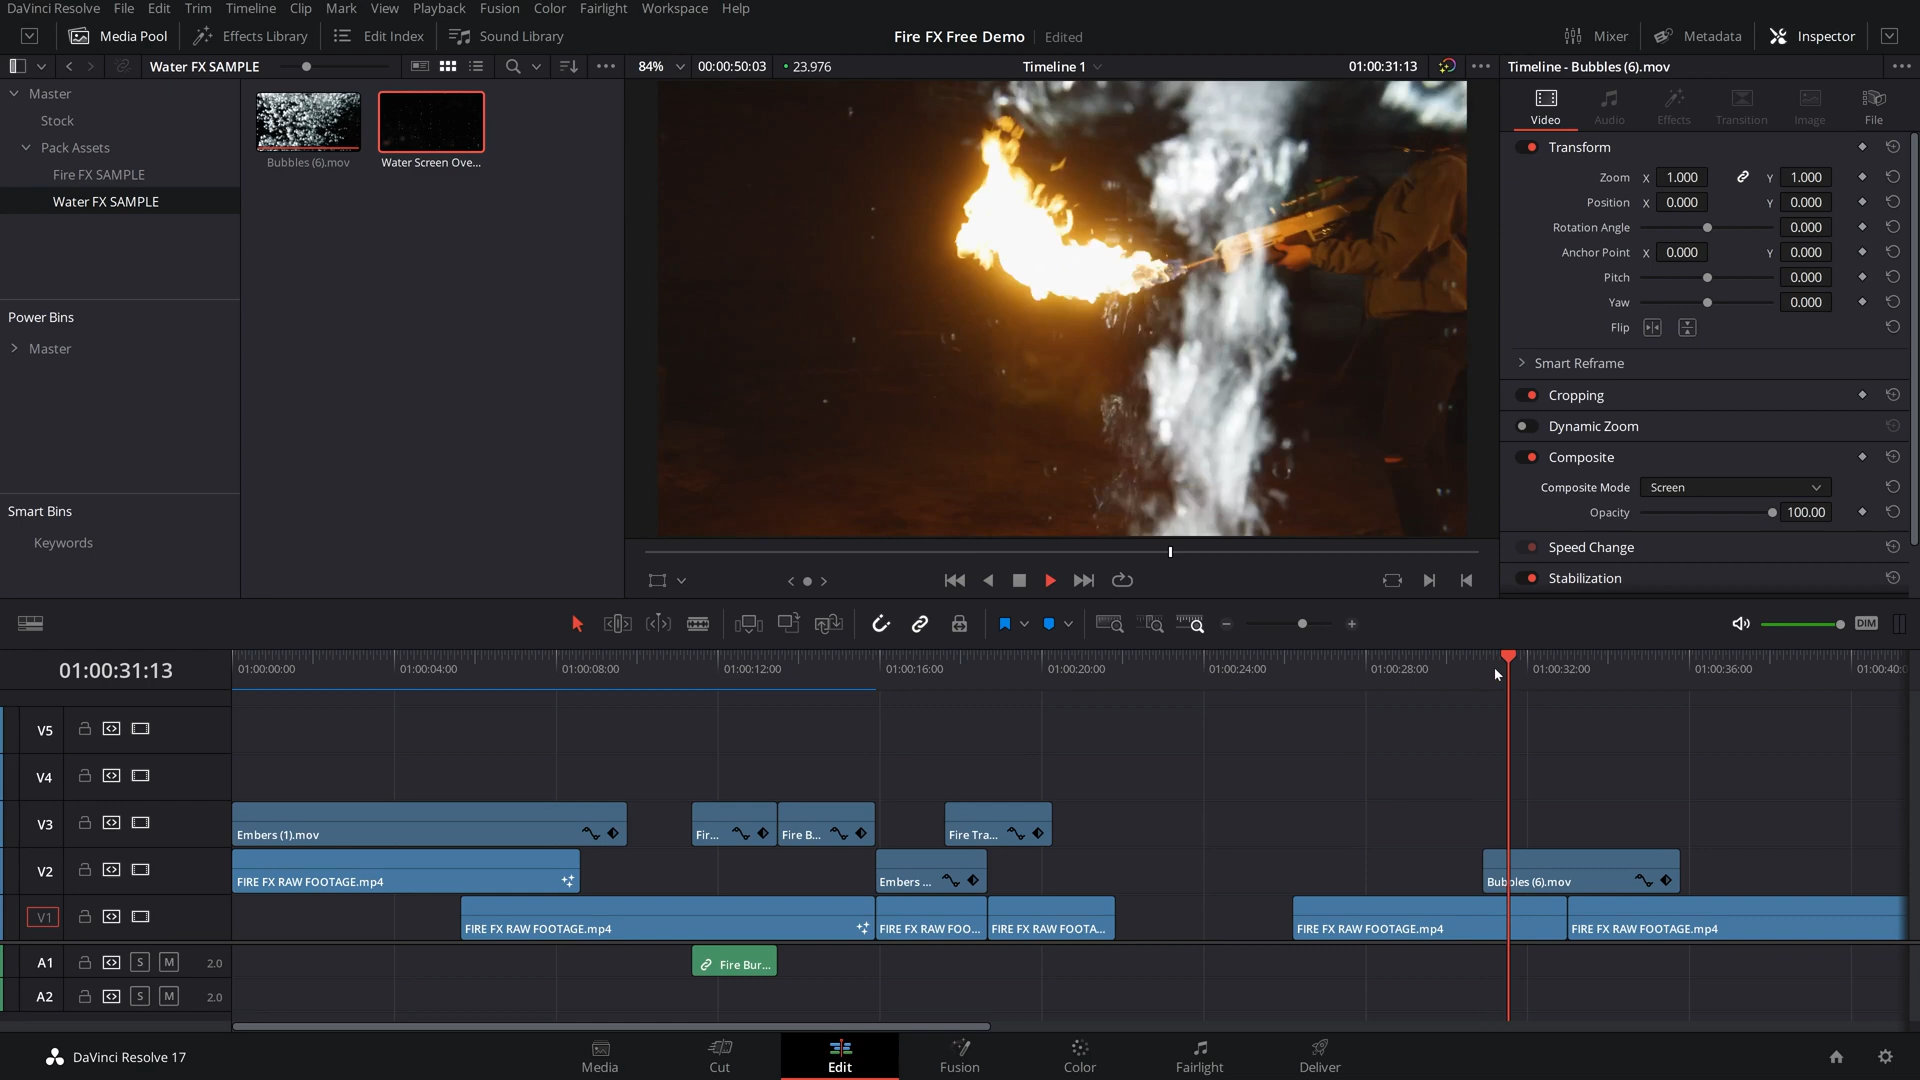 DaVinci Resolve File Edit Trim Timeline Clip Mark View Playback Fusion Color Fairlight Workspace Help
Media Pool Effects Library Edit Index Sound Library Fire FX Free Demo Edited Mixer Metadata Inspector
Water FX SAMPLE 84% 00:00:50:03 23.976 Timeline 1 01:00:31:13 Timeline - Bubbles (6).mov
Master
Stock
Pack Assets
Fire FX SAMPLE
Water FX SAMPLE
Power Bins
Master
Smart Bins
Keywords
Bubbles (6).mov Water Screen Ove...
Video Audio Effects Transition Image File
Transform
Zoom X 1.000 Y 1.000
Position X 0.000 Y 0.000
Rotation Angle 0.000
Anchor Point X 0.000 Y 0.000
Pitch 0.000
Yaw 0.000
Flip
Smart Reframe
Cropping
Dynamic Zoom
Composite
Composite Mode Screen
Opacity 100.00
Speed Change
Stabilization
DIM
01:00:31:13 01:00:00:00 01:00:04:00 01:00:08:00 01:00:12:00 01:00:16:00 01:00:20:00 01:00:24:00 01:00:28:00 01:00:32:00 01:00:36:00 01:00:40:0
V5
V4
V3 Embers (1).mov Fir... Fire B... Fire Tra...
V2 FIRE FX RAW FOOTAGE.mp4 Embers ... Bubbles (6).mov
V1 FIRE FX RAW FOOTAGE.mp4 FIRE FX RAW FOO... FIRE FX RAW FOOTA... FIRE FX RAW FOOTAGE.mp4 FIRE FX RAW FOOTAGE.mp4
A1 S M 2.0 Fire Bur...
A2 S M 2.0
DaVinci Resolve 17 Media Cut Edit Fusion Color Fairlight Deliver